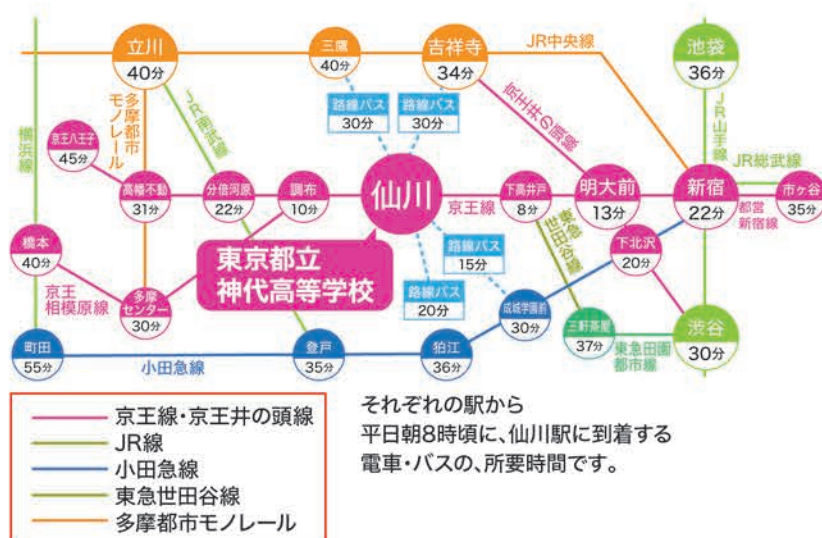 立川
40分
三鷹
40分
吉祥寺
34分
JR中央線
池袋
36分
横浜線
多摩都市
モノレール
JR南武線
路線バス
30分
路線バス
30分
京王井の頭線
JR山手線
京王八王子
45分
高幡不動
31分
分倍河原
22分
調布
10分
仙川
京王線
下高井戸
8分
明大前
13分
新宿
22分
JR総武線
都営
新宿線
市ヶ谷
35分
橋本
40分
京王
相模原線
多摩
センター
30分
東京都立
神代高等学校
路線バス
15分
路線バス
20分
東急
世田谷線
下北沢
20分
成城学園前
30分
三軒茶屋
37分
東急田園
都市線
渋谷
30分
町田
55分
小田急線
登戸
35分
狛江
36分
京王線・京王井の頭線
JR線
小田急線
東急世田谷線
多摩都市モノレール
それぞれの駅から
平日朝8時頃に、仙川駅に到着する
電車・バスの、所要時間です。